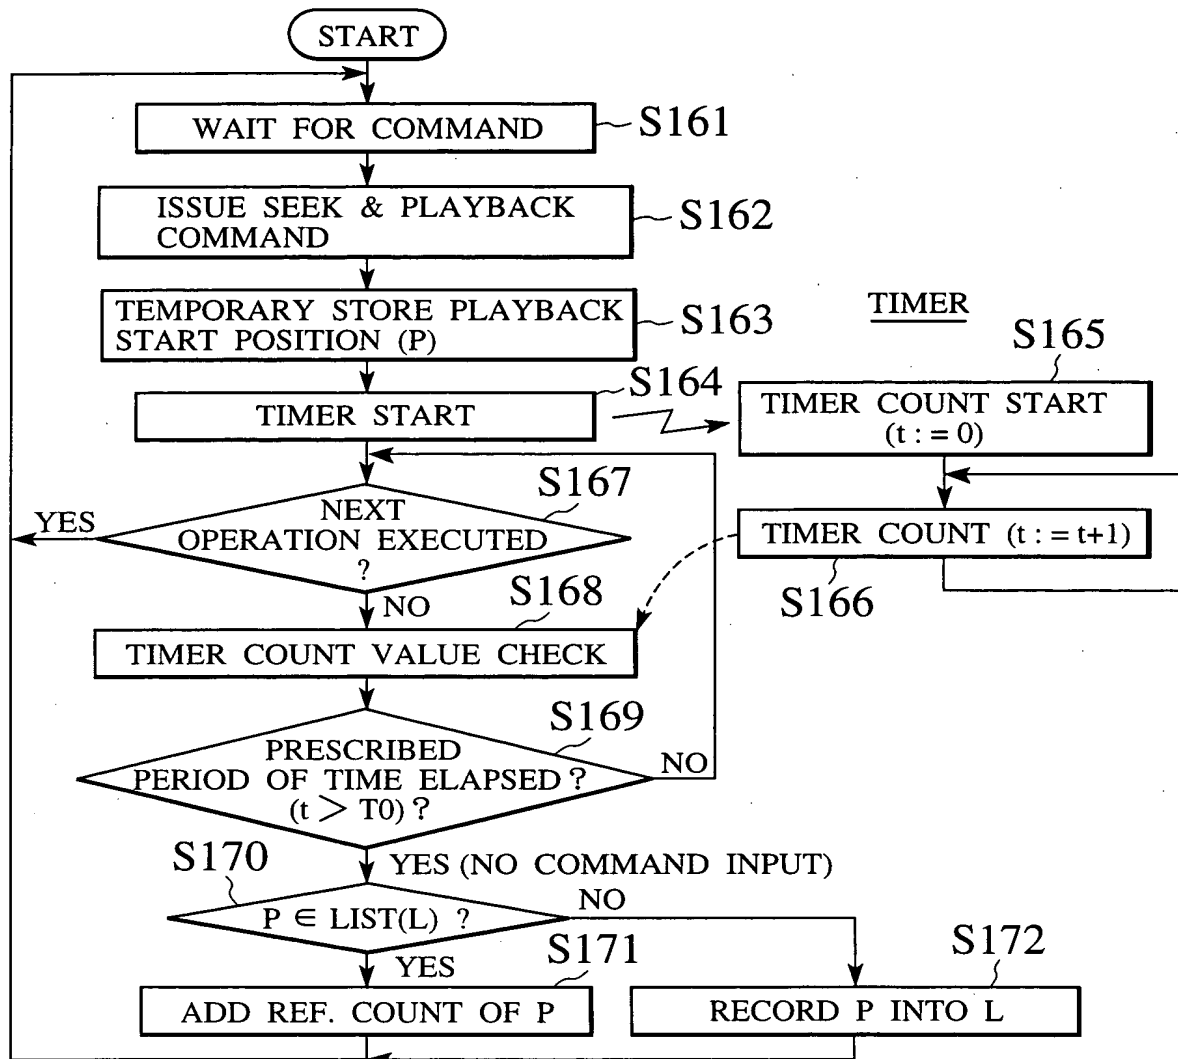 START
WAIT FOR COMMAND
S161
ISSUE SEEK & PLAYBACK
COMMAND
S162
TEMPORARY STORE PLAYBACK
START POSITION (P)
S163
TIMER
S164
TIMER START
S165
TIMER COUNT START
(t : = 0)
S167
NEXT
OPERATION EXECUTED
?
YES
TIMER COUNT (t : = t+1)
S166
NO
S168
TIMER COUNT VALUE CHECK
S169
PRESCRIBED
PERIOD OF TIME ELAPSED ?
(t > T0) ?
NO
YES (NO COMMAND INPUT)
S170
P ∈ LIST(L) ?
NO
YES
S171
ADD REF. COUNT OF P
S172
RECORD P INTO L